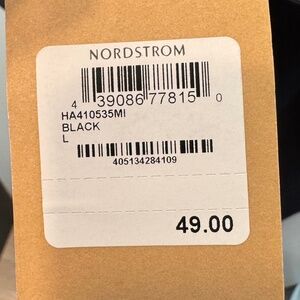 NORDSTROM
4 39086 77815 0
HA410535MI
BLACK
L
405134284109
49.00